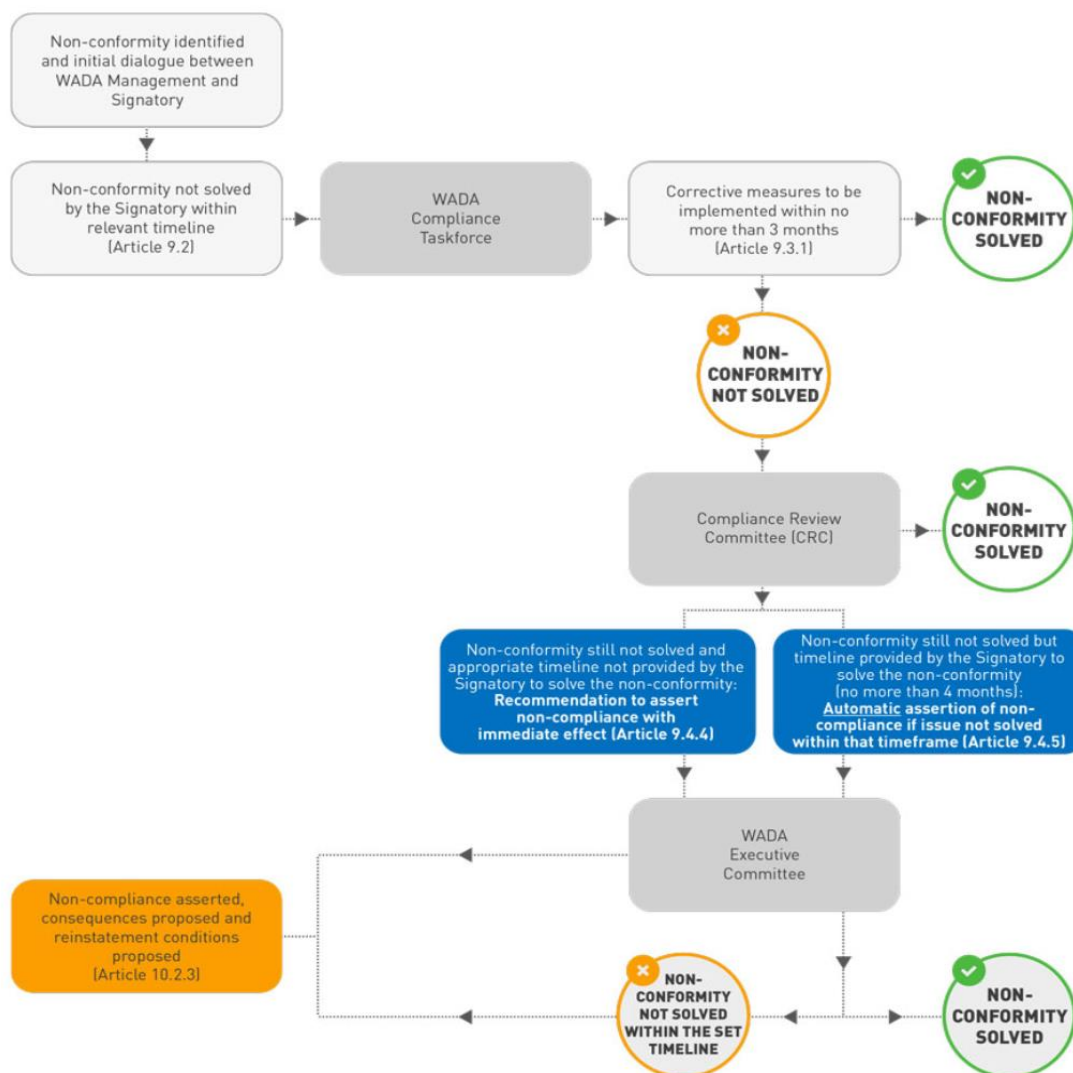 Non-conformity identified
and initial dialogue between
WADA Management and
Signatory
Non-conformity not solved
by the Signatory within
relevant timeline
(Article 9.2)
WADA
Compliance
Taskforce
Corrective measures to be
implemented within no
more than 3 months
(Article 9.3.1)
NON-
CONFORMITY
SOLVED
NON-
CONFORMITY
NOT SOLVED
Compliance Review
Committee (CRC)
NON-
CONFORMITY
SOLVED
Non-conformity still not solved and
appropriate timeline not provided by the
Signatory to solve the non-conformity:
Recommendation to assert
non-compliance with
immediate effect (Article 9.4.4)
Non-conformity still not solved but
timeline provided by the Signatory to
solve the non-conformity
(no more than 4 months):
Automatic assertion of non-
compliance if issue not solved
within that timeframe (Article 9.4.5)
WADA
Executive
Committee
Non-compliance asserted,
consequences proposed and
reinstatement conditions
proposed
(Article 10.2.3)
NON-
CONFORMITY
NOT SOLVED
WITHIN THE SET
TIMELINE
NON-
CONFORMITY
SOLVED